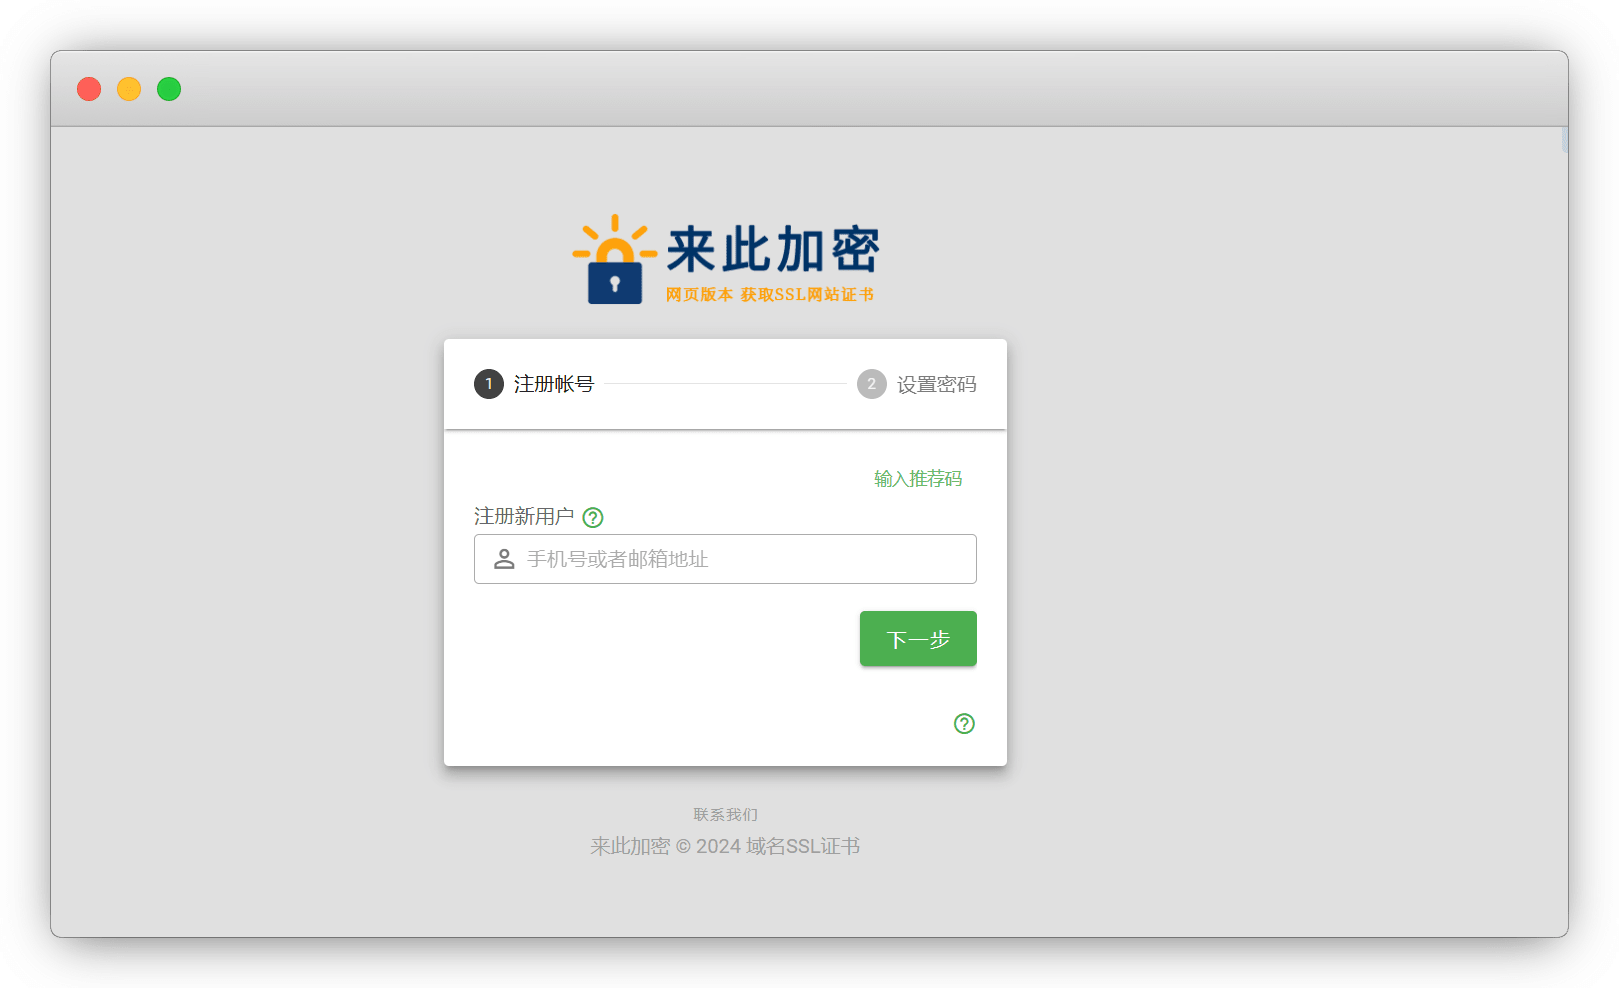 来此加密
网页版本 获取SSL网站证书
1 注册帐号 2 设置密码
输入推荐码
注册新用户
手机号或者邮箱地址
下一步
联系我们
来此加密 © 2024 域名SSL证书